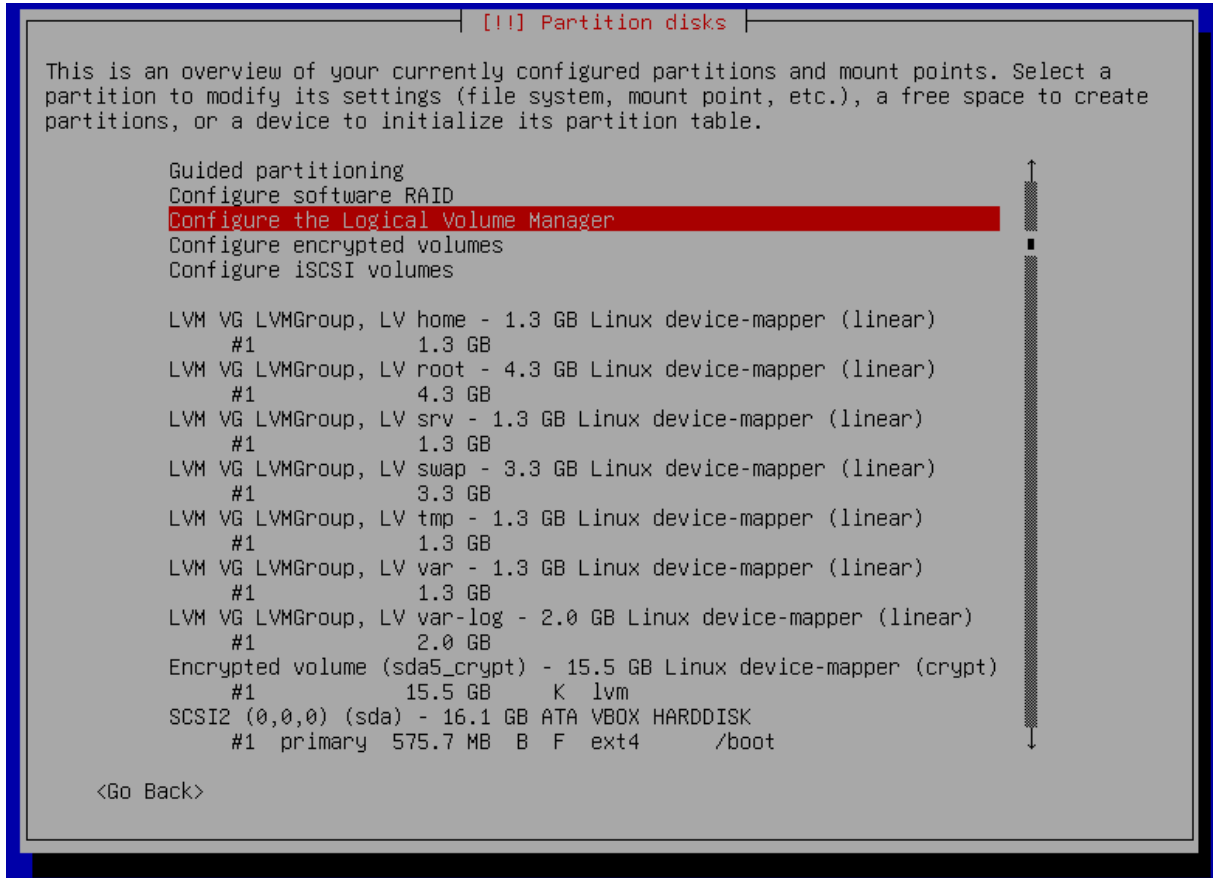 [!!] Partition disks
This is an overview of your currently configured partitions and mount points. Select a
partition to modify its settings (file system, mount point, etc.), a free space to create
partitions, or a device to initialize its partition table.
Guided partitioning
Configure software RAID
Configure the Logical Volume Manager
Configure encrypted volumes
Configure iSCSI volumes
LVM VG LVMGroup, LV home - 1.3 GB Linux device-mapper (linear)
#1 1.3 GB
LVM VG LVMGroup, LV root - 4.3 GB Linux device-mapper (linear)
#1 4.3 GB
LVM VG LVMGroup, LV srv - 1.3 GB Linux device-mapper (linear)
#1 1.3 GB
LVM VG LVMGroup, LV swap - 3.3 GB Linux device-mapper (linear)
#1 3.3 GB
LVM VG LVMGroup, LV tmp - 1.3 GB Linux device-mapper (linear)
#1 1.3 GB
LVM VG LVMGroup, LV var - 1.3 GB Linux device-mapper (linear)
#1 1.3 GB
LVM VG LVMGroup, LV var-log - 2.0 GB Linux device-mapper (linear)
#1 2.0 GB
Encrypted volume (sda5_crypt) - 15.5 GB Linux device-mapper (crypt)
#1 15.5 GB K lvm
SCSI2 (0,0,0) (sda) - 16.1 GB ATA VBOX HARDDISK
#1 primary 575.7 MB B F ext4 /boot
<Go Back>